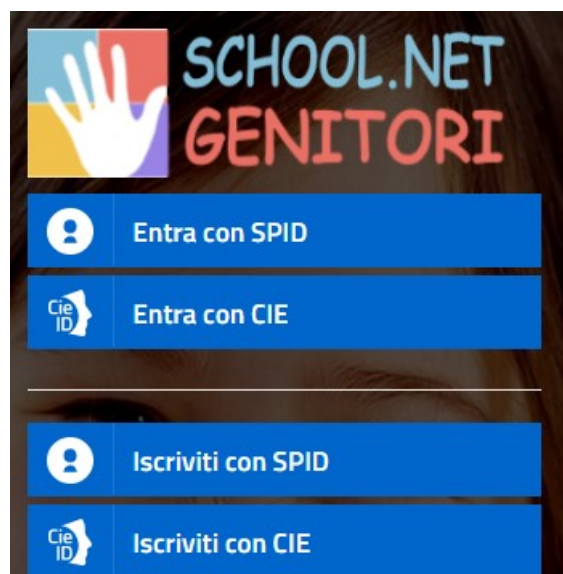 SCHOOL.NET
GENITORI
Entra con SPID
Cie
ID
Entra con CIE
Iscriviti con SPID
Cie
ID
Iscriviti con CIE